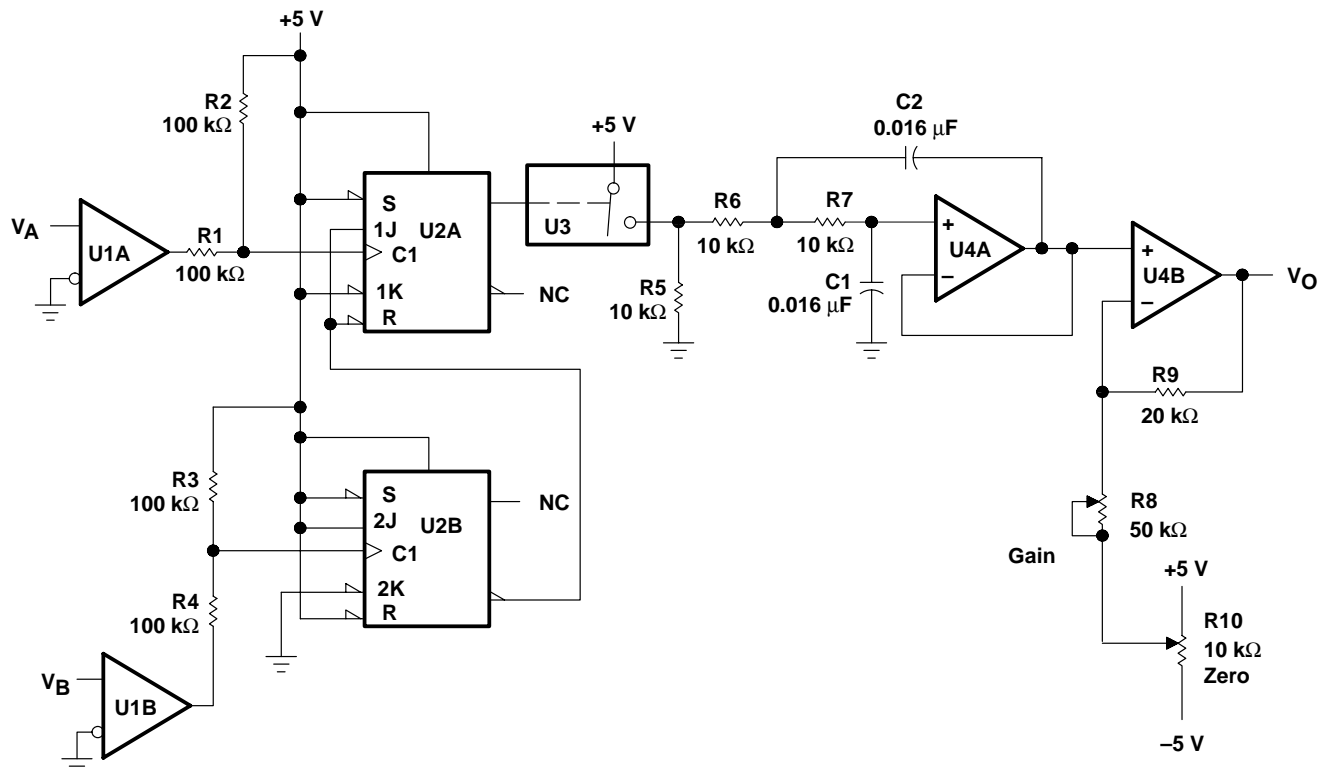 +5 V
R2
100 kΩ
C2
0.016 μF
+5 V
VA
U1A
R1
100 kΩ
S
1J
U2A
C1
1K
R
NC
U3
R6
10 kΩ
R7
10 kΩ
R5
10 kΩ
C1
0.016 μF
+
U4A
–
+
U4B
–
VO
R9
20 kΩ
R3
100 kΩ
S
2J
U2B
C1
2K
R
NC
R4
100 kΩ
VB
U1B
R8
50 kΩ
Gain
+5 V
R10
10 kΩ
Zero
–5 V